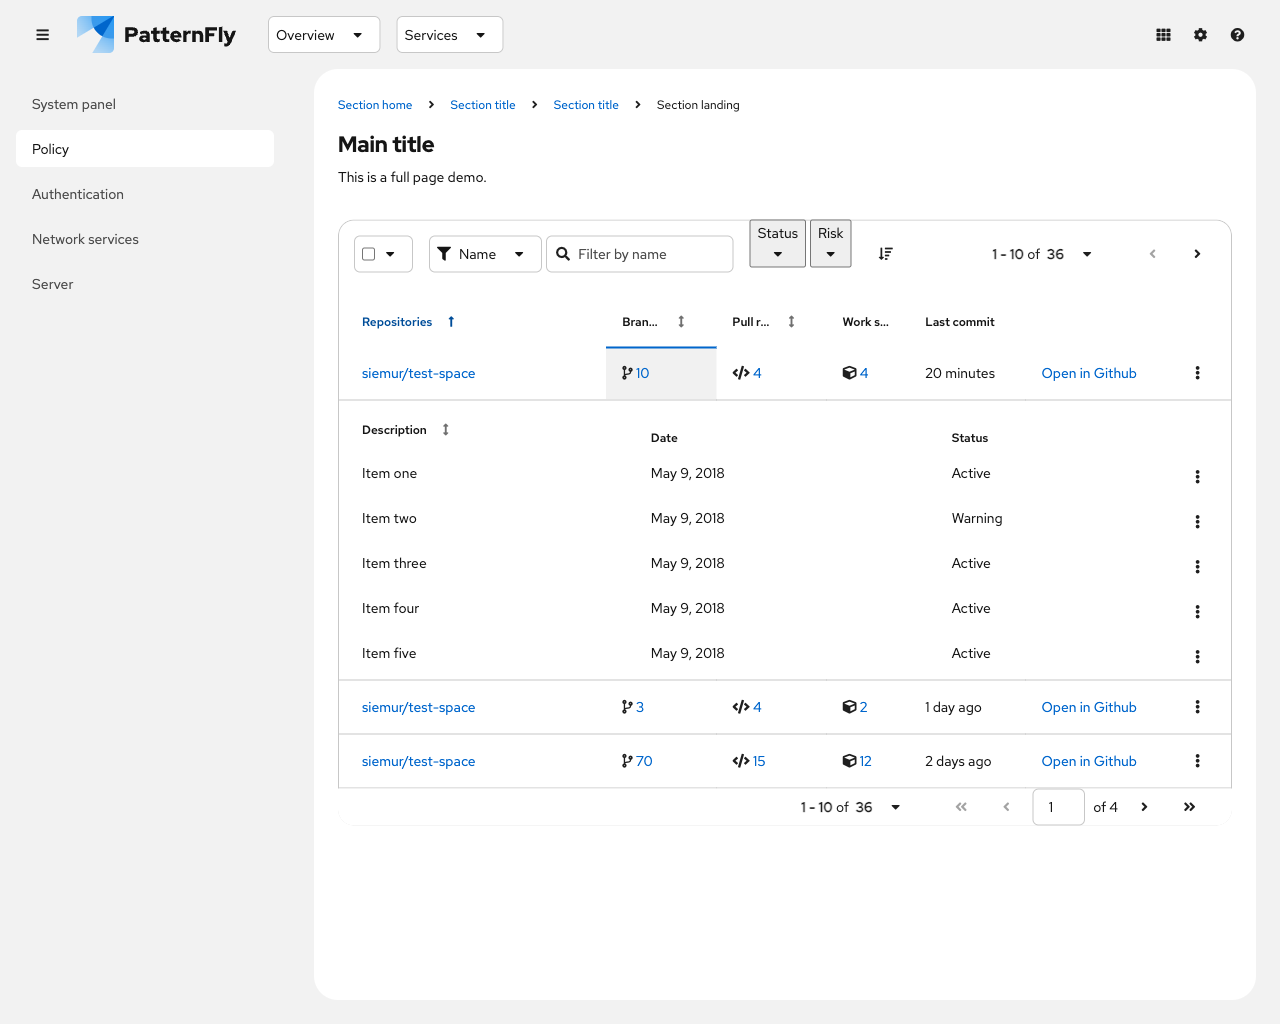 PatternFly Overview Services
System panel
Policy
Authentication
Network services
Server
Section home Section title Section title Section landing
Main title
This is a full page demo.
Name Filter by name Status Risk 1 - 10 of 36
Repositories Bran... Pull r... Work s... Last commit
siemur/test-space 10 4 4 20 minutes Open in Github
Description Date Status
Item one May 9, 2018 Active
Item two May 9, 2018 Warning
Item three May 9, 2018 Active
Item four May 9, 2018 Active
Item five May 9, 2018 Active
siemur/test-space 3 4 2 1 day ago Open in Github
siemur/test-space 70 15 12 2 days ago Open in Github
1 - 10 of 36 1 of 4